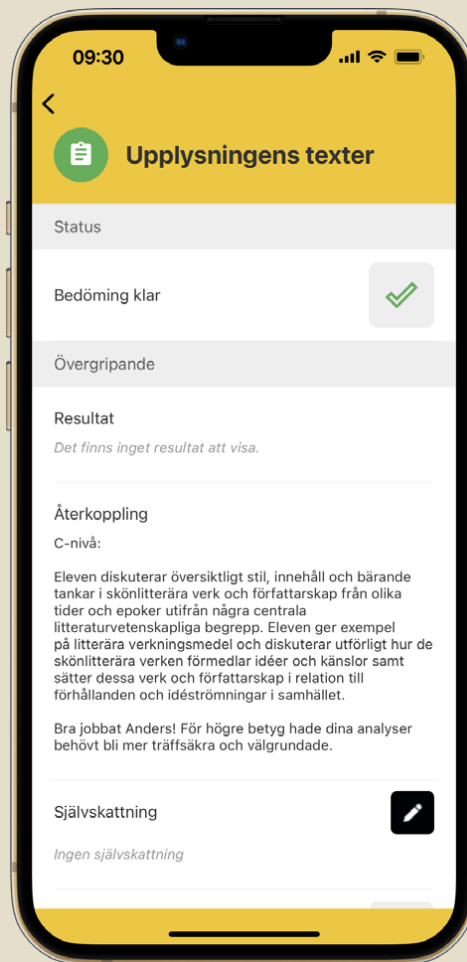 09:30
Upplysningens texter
Status
Bedöming klar
Övergripande
Resultat
Det finns inget resultat att visa.
Återkoppling
C-nivå:
Eleven diskuterar översiktligt stil, innehåll och bärande
tankar i skönlitterära verk och författarskap från olika
tider och epoker utifrån några centrala
litteraturvetenskapliga begrepp. Eleven ger exempel
på litterära verkningsmedel och diskuterar utförligt hur de
skönlitterära verken förmedlar idéer och känslor samt
sätter dessa verk och författarskap i relation till
förhållanden och idéströmningar i samhället.
Bra jobbat Anders! För högre betyg hade dina analyser
behövt bli mer träffsäkra och välgrundade.
Självskattning
Ingen självskattning